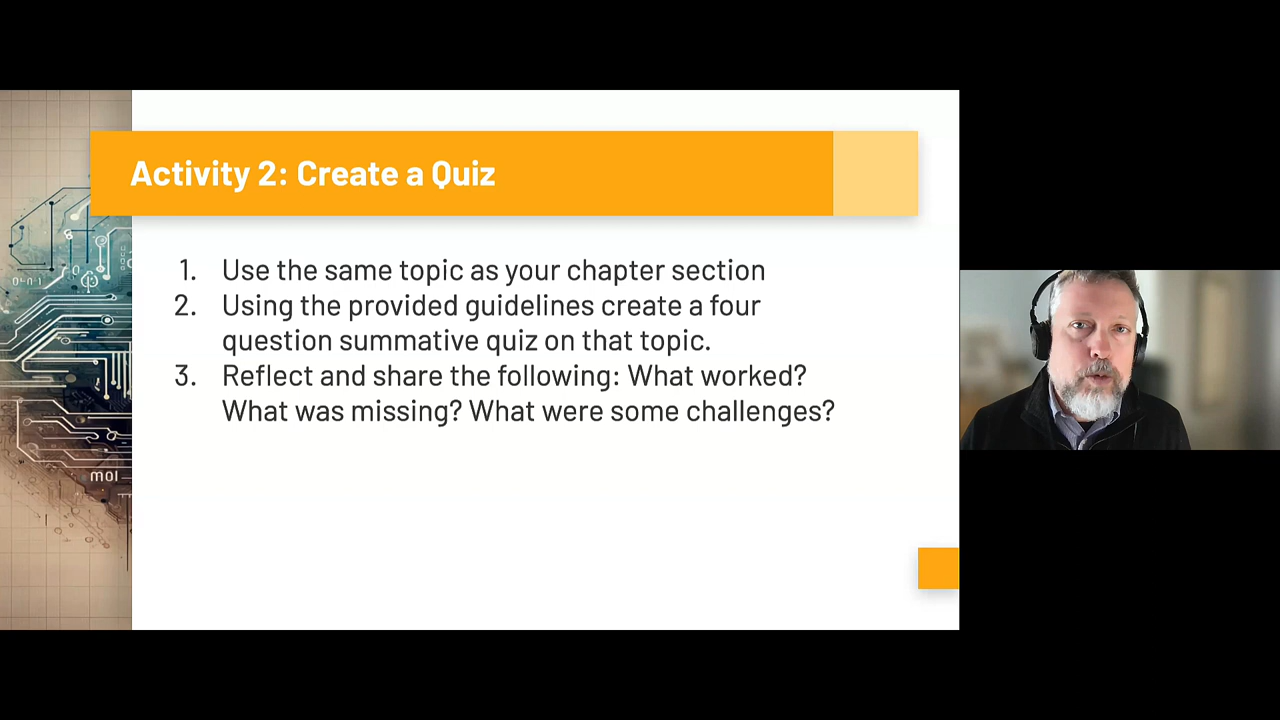 Activity 2: Create a Quiz
1. Use the same topic as your chapter section
2. Using the provided guidelines create a four
question summative quiz on that topic.
3. Reflect and share the following: What worked?
What was missing? What were some challenges?
mol